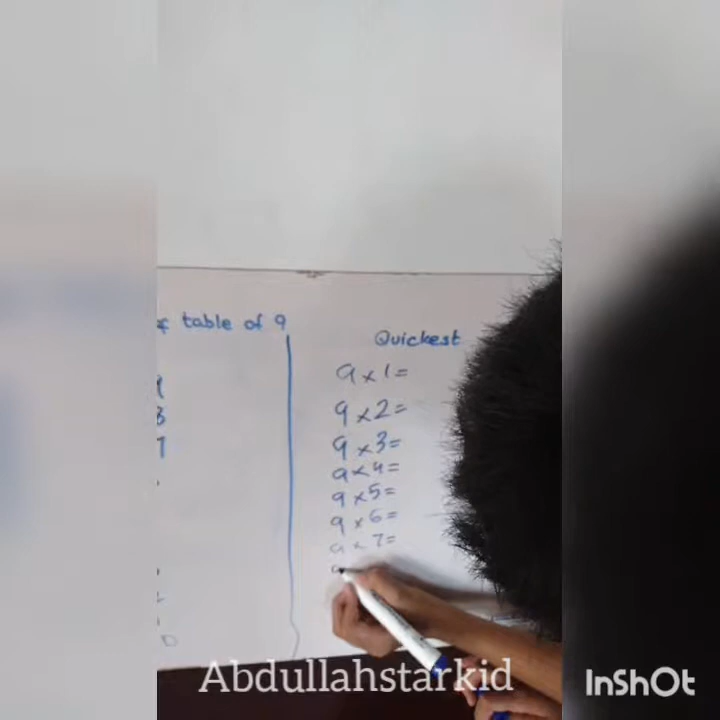 table of 9
Quickest
9 x 1 =
9 x 2 =
9 x 3 =
9 x 4 =
9 x 5 =
9 x 6 =
9 x 7 =
9
Abdullahstarkid
InShOt